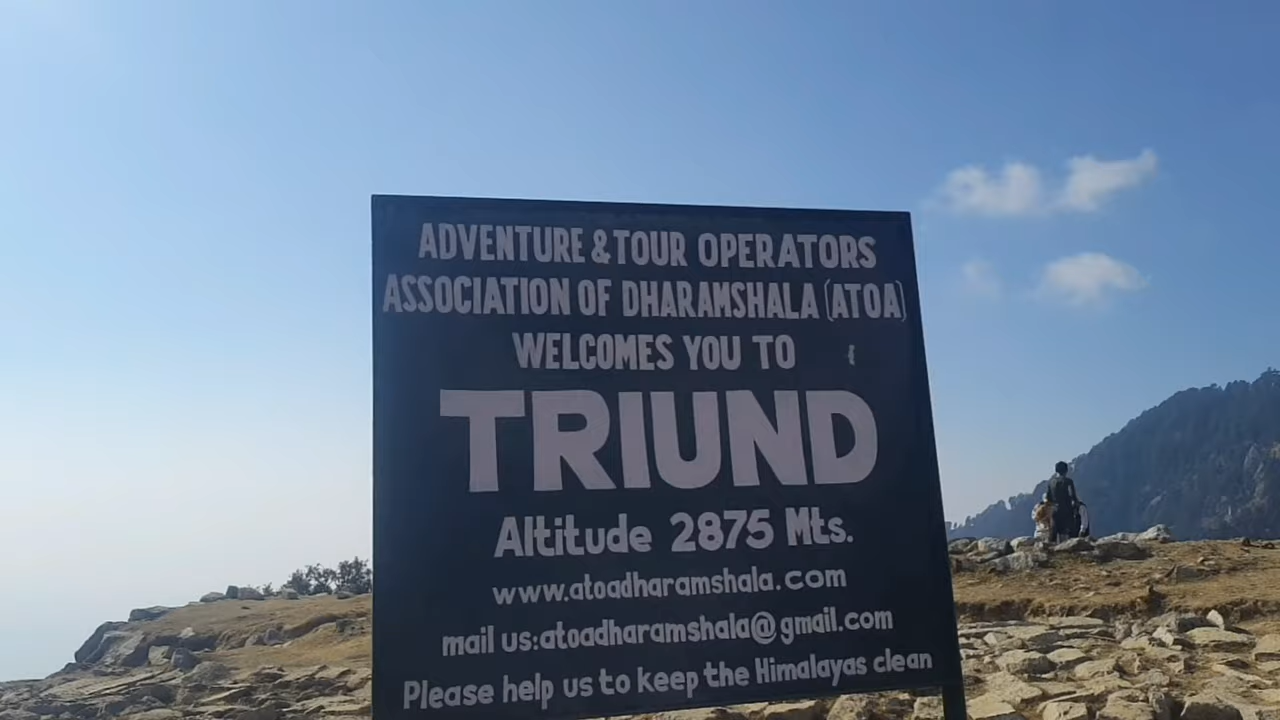 ADVENTURE & TOUR OPERATORS
ASSOCIATION OF DHARAMSHALA (ATOA)
WELCOMES YOU TO
TRIUND
Altitude 2875 Mts.
www.atoadharamshala.com
mail us:atoadharamshala@gmail.com
Please help us to keep the Himalayas clean